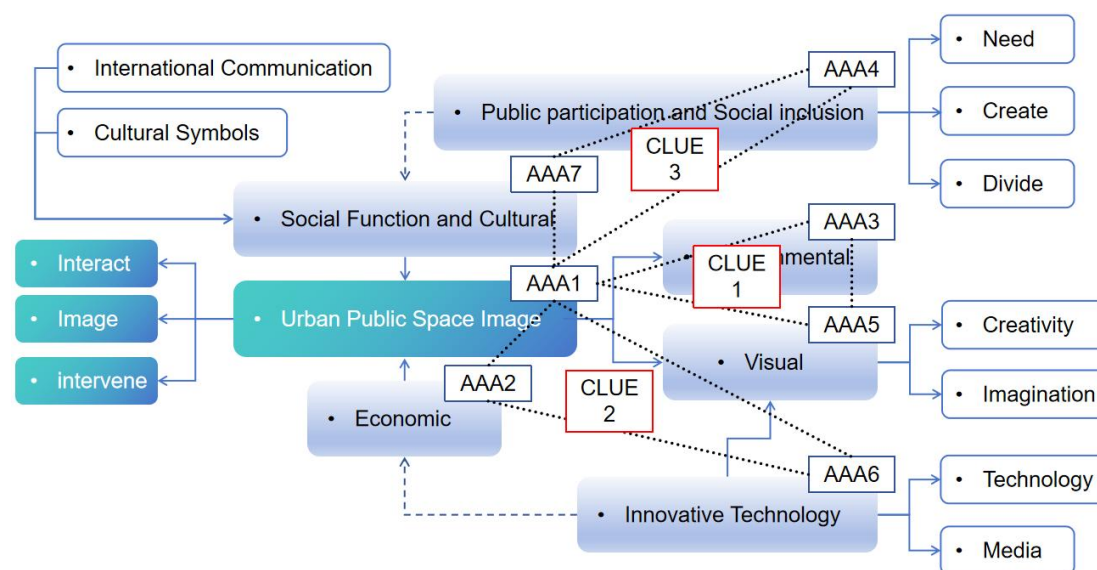 • International Communication
• Cultural Symbols
AAA4
• Public participation and Social inclusion
• Need
• Create
• Divide
CLUE
3
AAA7
• Social Function and Cultural
AAA3
mmental
CLUE
1
• Interact
• Image
• intervene
AAA1
• Urban Public Space Image
AAA5
• Visual
• Creativity
• Imagination
AAA2
• Economic
CLUE
2
AAA6
• Innovative Technology
• Technology
• Media